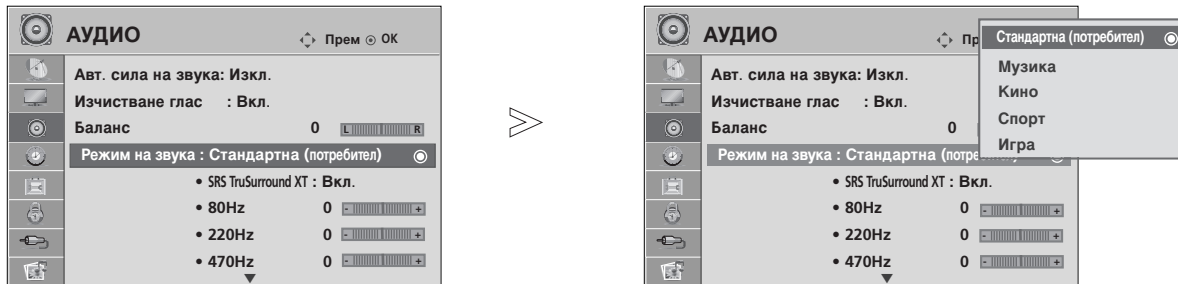 АУДИО
Прем ОК
Авт. сила на звука: Изкл.
Изчистване глас : Вкл.
Баланс 0 L R
Режим на звука : Стандартна (потребител)
• SRS TruSurround XT : Вкл.
• 80Hz 0 - +
• 220Hz 0 - +
• 470Hz 0 - +
>
АУДИО
Пр
Авт. сила на звука: Изкл.
Изчистване глас : Вкл.
Баланс 0
Режим на звука : Стандартна
• SRS TruSurround XT : Вкл.
• 80Hz 0 - +
• 220Hz 0 - +
• 470Hz 0 - +
Стандартна (потребител)
Музика
Кино
Спорт
Игра